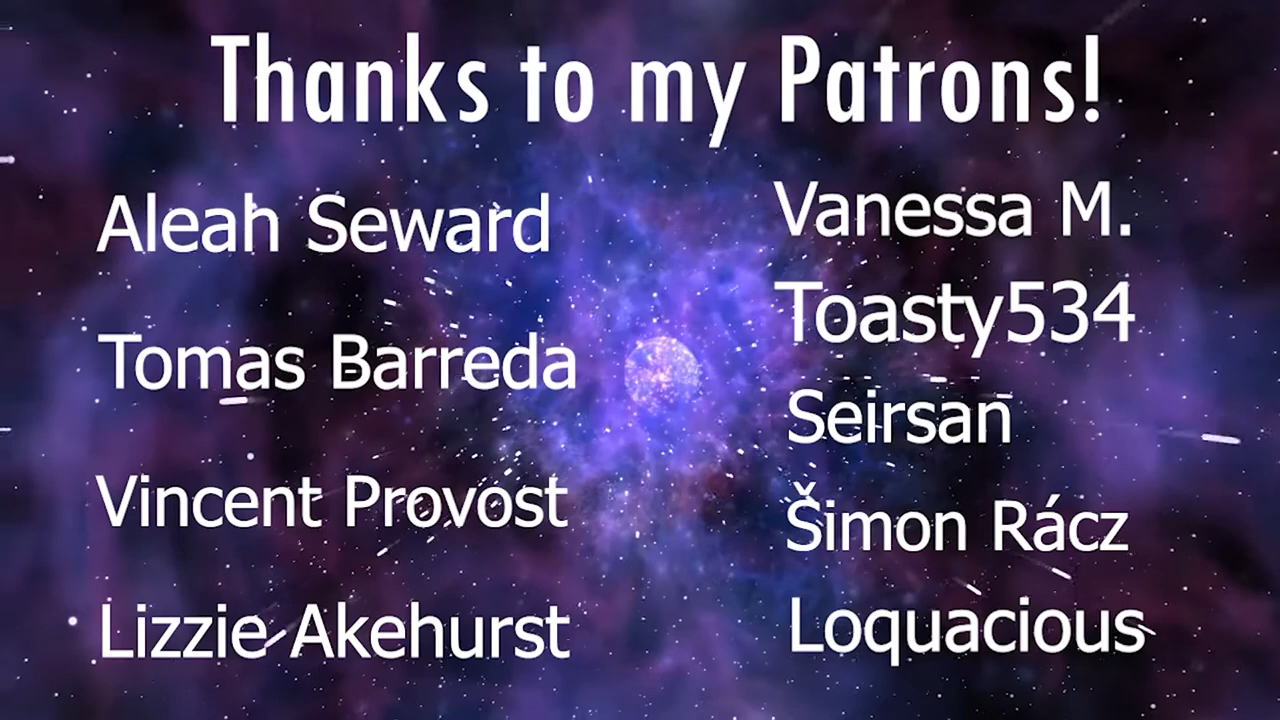 Thanks to my Patrons!
Aleah Seward
Tomas Barreda
Vincent Provost
Lizzie Akehurst
Vanessa M.
Toasty534
Seirsan
Šimon Rácz
Loquacious